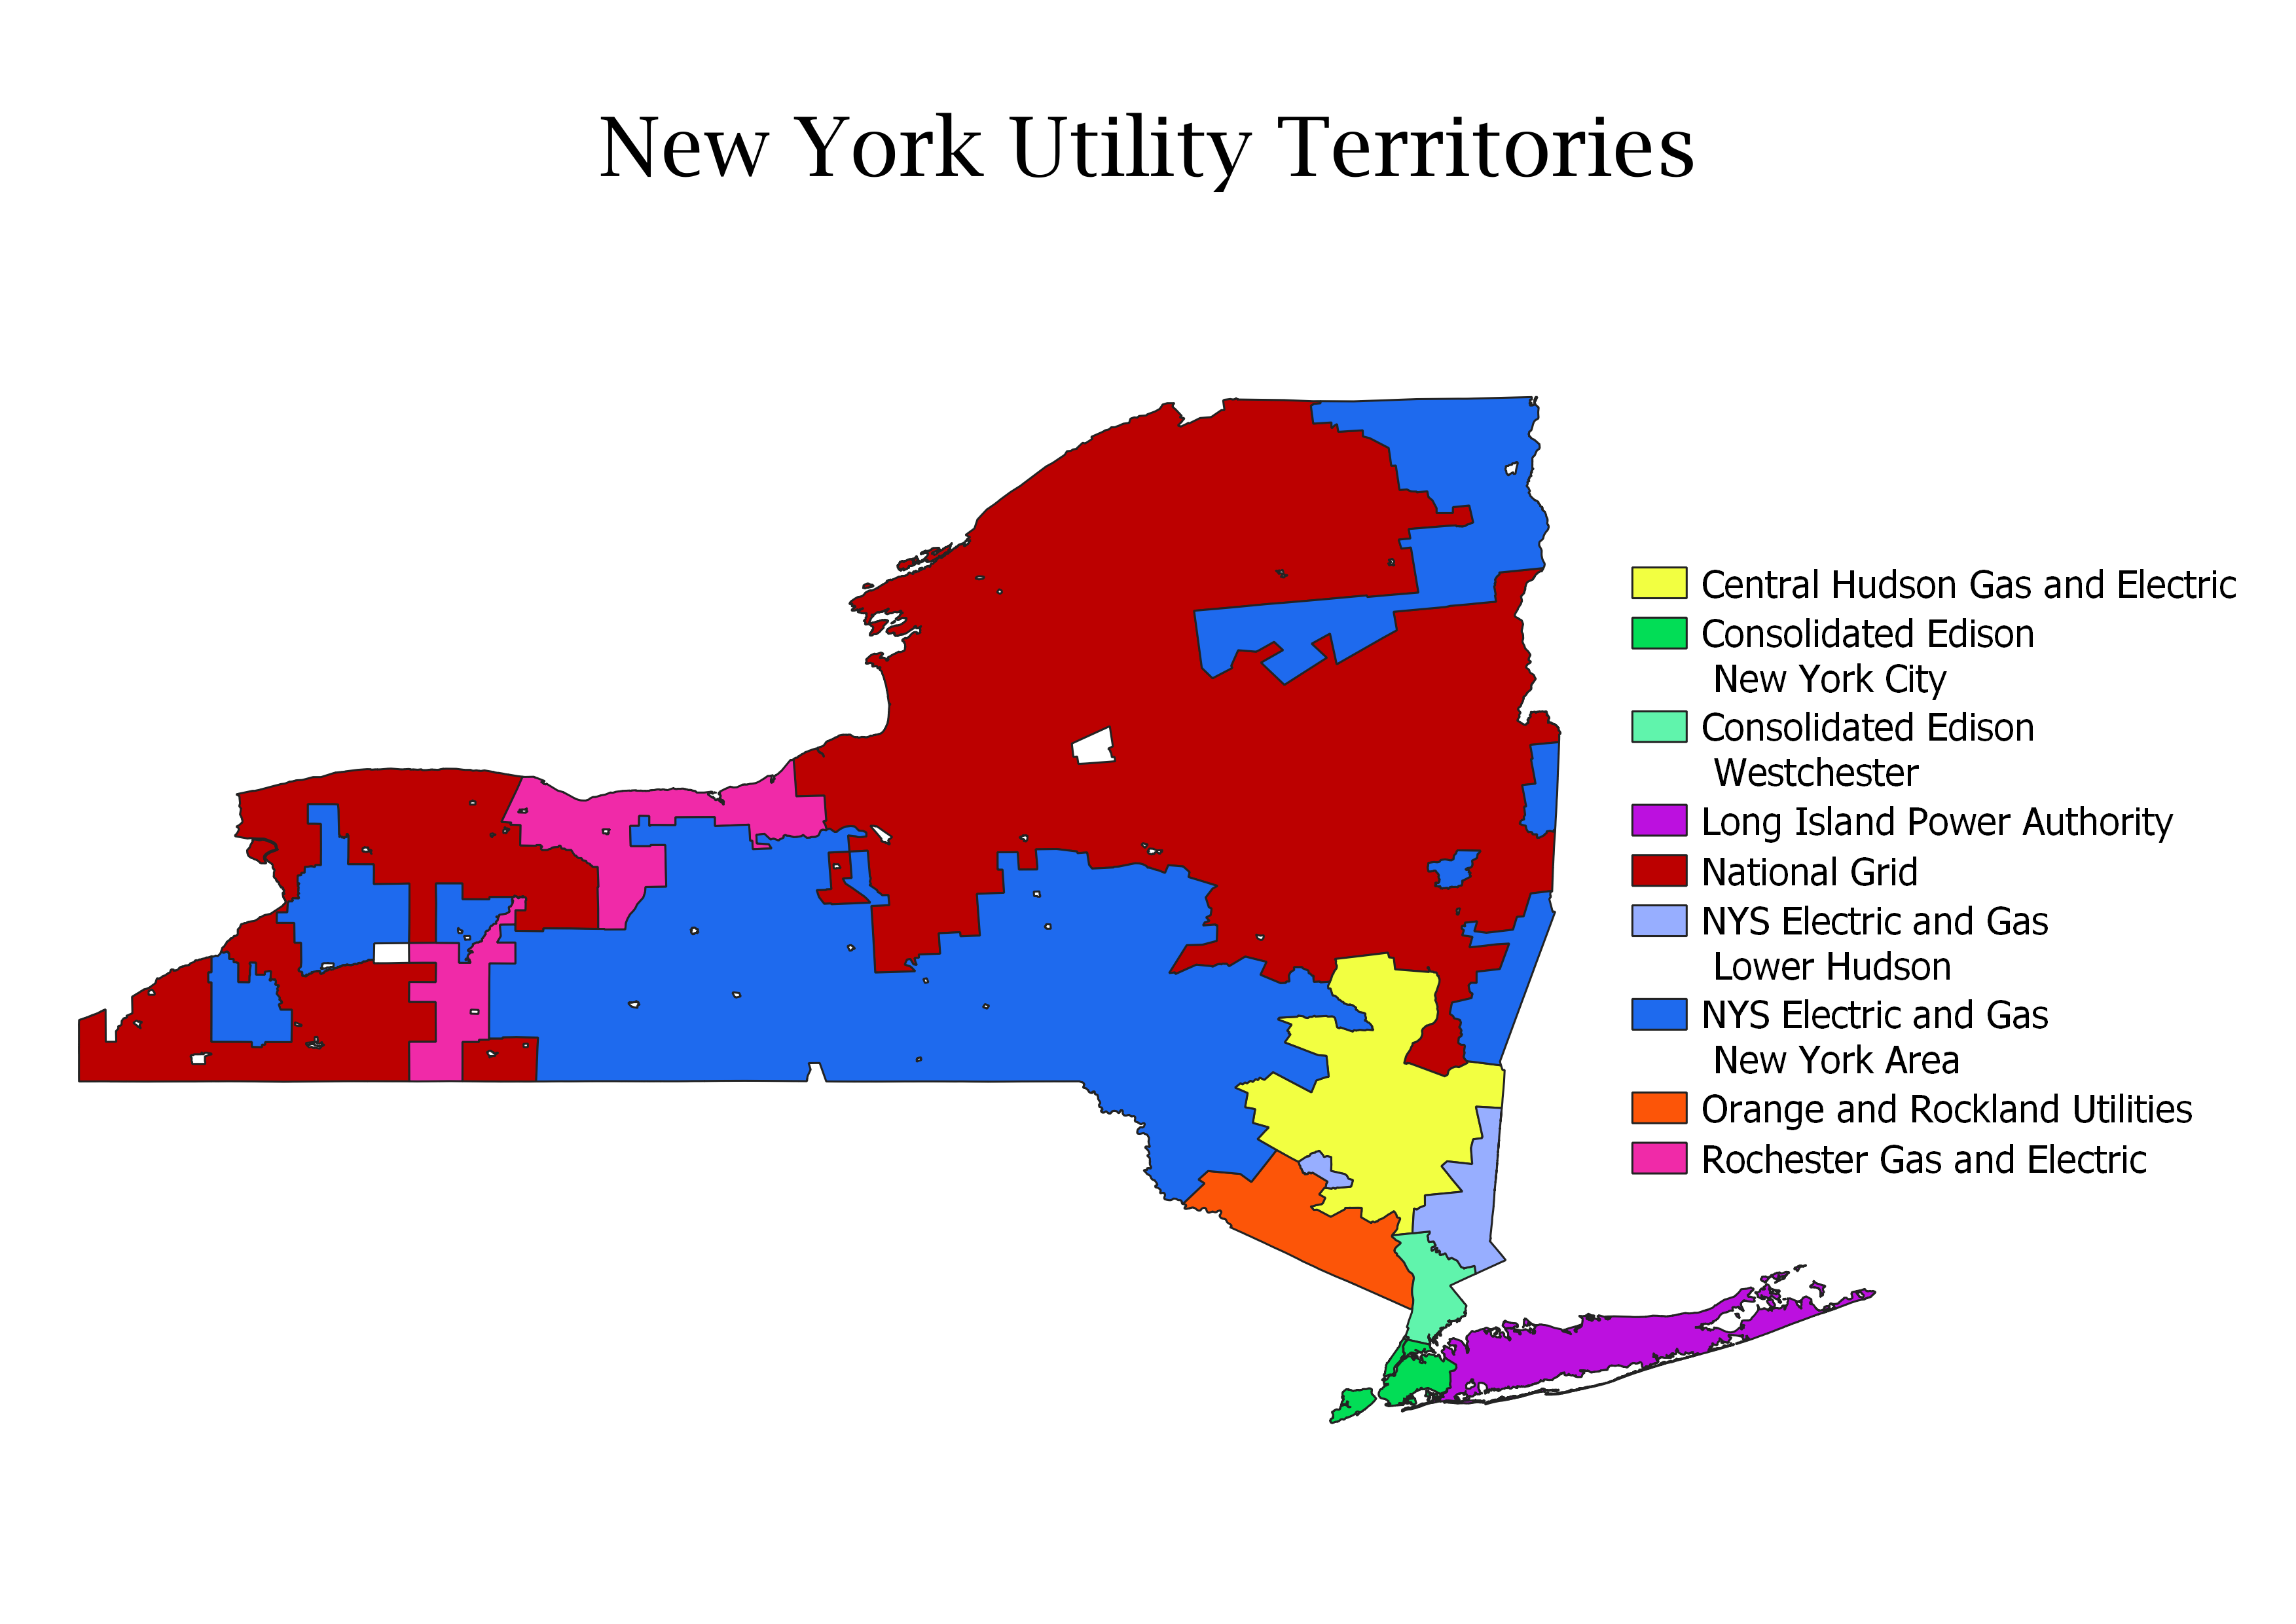 New York Utility Territories
Central Hudson Gas and Electric
Consolidated Edison
New York City
Consolidated Edison
Westchester
Long Island Power Authority
National Grid
NYS Electric and Gas
Lower Hudson
NYS Electric and Gas
New York Area
Orange and Rockland Utilities
Rochester Gas and Electric